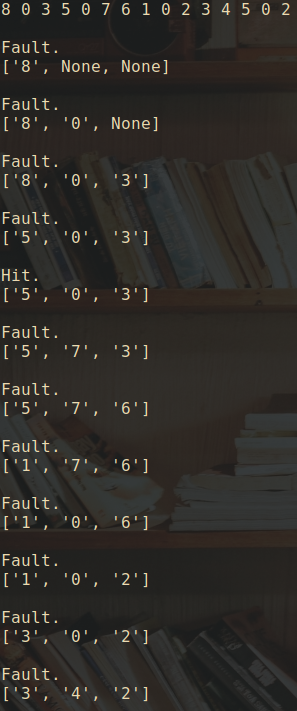 8 0 3 5 0 7 6 1 0 2 3 4 5 0 2
Fault.
['8', None, None]
Fault.
['8', '0', None]
Fault.
['8', '0', '3']
Fault.
['5', '0', '3']
Hit.
['5', '0', '3']
Fault.
['5', '7', '3']
Fault.
['5', '7', '6']
Fault.
['1', '7', '6']
Fault.
['1', '0', '6']
Fault.
['1', '0', '2']
Fault.
['3', '0', '2']
Fault.
['3', '4', '2']